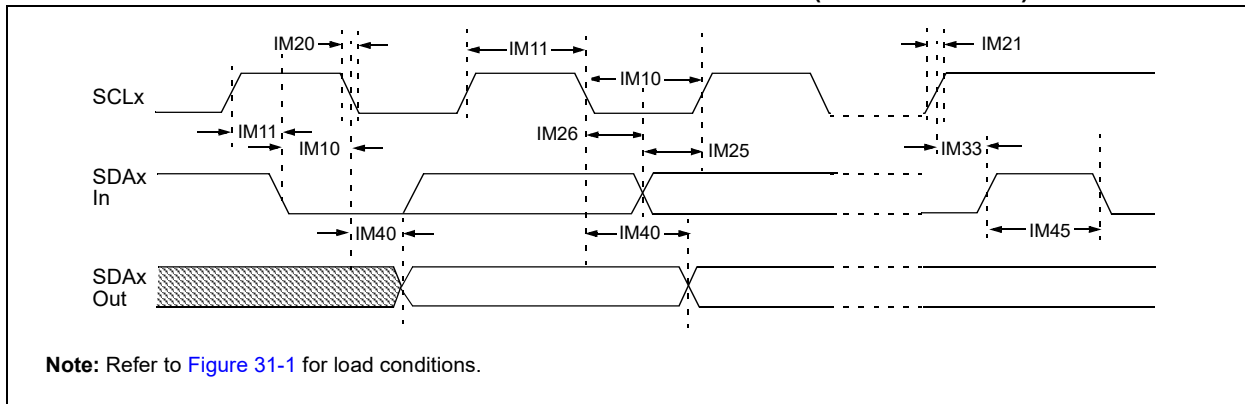 IM20
IM11
IM21
IM10
SCLx
IM11
IM26
IM10
IM25
IM33
SDAx
In
IM40
IM40
IM45
SDAx
Out
Note: Refer to Figure 31-1 for load conditions.